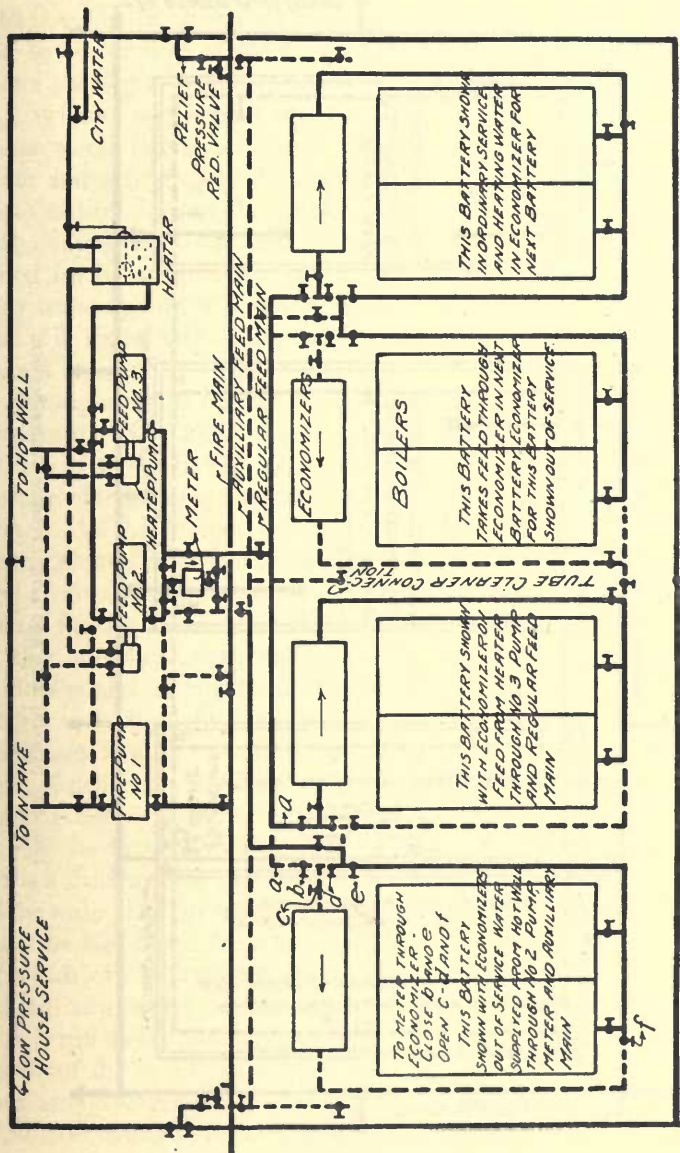 LOW PRESSURE
HOUSE SERVICE
TO INTAKE
TO HOT WELL
CITY WATER
FIRE PUMP
NO 1
FEED PUMP
NO. 2
FEED PUMP
NO. 3.
HEATER
HEATED PUMP
METER
RELIEF
PRESSURE
RED. VALVE
FIRE MAIN
AUXILIARY FEED MAIN
REGULAR FEED MAIN
a
a
b
c
d
e
f
ECONOMIZERS
TUBE CLEANER CONNEC-
TION
TO METER THROUGH
ECONOMIZER-
CLOSE b AND e
OPEN C-d AND f
THIS BATTERY
SHOWN WITH ECONOMIZERS
OUT OF SERVICE WATER
SUPPLIED FROM HOT WELL
THROUGH NO 2 PUMP
METER AND AUXILIARY
MAIN
THIS BATTERY SHOWN
WITH ECONOMIZER ON
FEED FROM HEATER
THROUGH NO 3 PUMP
AND REGULAR FEED
MAIN
BOILERS
THIS BATTERY
TAKES FEED THROUGH
ECONOMIZER IN NEXT
BATTERY, ECONOMIZER
FOR THIS BATTERY
SHOWN OUT OF SERVICE
THIS BATTERY SHOWN
IN ORDINARY SERVICE
AND HEATING WATER
IN ECONOMIZER FOR
NEXT BATTERY